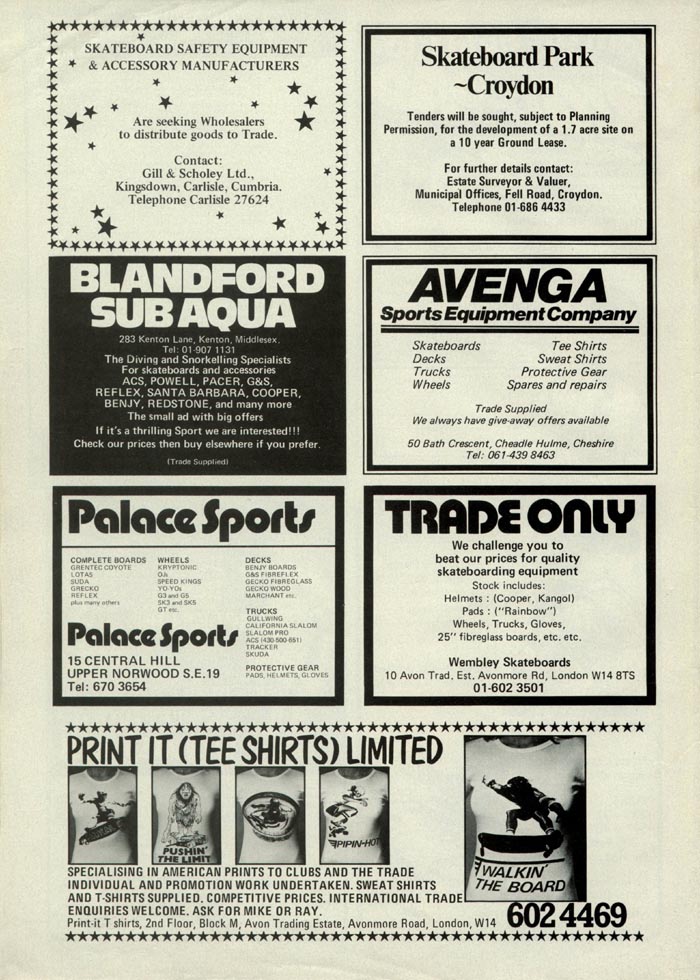 SKATEBOARD SAFETY EQUIPMENT
& ACCESSORY MANUFACTURERS
Are seeking Wholesalers
to distribute goods to Trade.
Contact:
Gill & Scholey Ltd.,
Kingsdown, Carlisle, Cumbria.
Telephone Carlisle 27624
Skateboard Park
~Croydon
Tenders will be sought, subject to Planning
Permission, for the development of a 1.7 acre site on
a 10 year Ground Lease.
For further details contact:
Estate Surveyor & Valuer,
Municipal Offices, Fell Road, Croydon.
Telephone 01-686 4433
BLANDFORD
SUB AQUA
283 Kenton Lane, Kenton, Middlesex.
Tel: 01-907 1131
The Diving and Snorkelling Specialists
For skateboards and accessories
ACS, POWELL, PACER, G&S,
REFLEX, SANTA BARBARA, COOPER,
BENJY, REDSTONE, and many more
The small ad with big offers
If it's a thrilling Sport we are interested!!!
Check our prices then buy elsewhere if you prefer.
(Trade Supplied)
AVENGA
Sports Equipment Company
Skateboards Tee Shirts
Decks Sweat Shirts
Trucks Protective Gear
Wheels Spares and repairs
Trade Supplied
We always have give-away offers available
50 Bath Crescent, Cheadle Hulme, Cheshire
Tel: 061-439 8463
Palace Sports
COMPLETE BOARDS
GRENTEC COYOTE
LOTAS
SUDA
GRECKO
REFLEX
plus many others
WHEELS
KRYPTONIC
OJs
SPEED KINGS
YO-YOs
G3 and G5
SK3 and SK5
GT etc.
DECKS
BENJY BOARDS
G&S FIBREFLEX
GECKO FIBREGLASS
GECKO WOOD
MARCHANT etc.
TRUCKS
GULLWING
CALIFORNIA SLALOM
SLALOM PRO
ACS (430-500-651)
TRACKER
SKUDA
PROTECTIVE GEAR
PADS, HELMETS, GLOVES
Palace Sports
15 CENTRAL HILL
UPPER NORWOOD S.E.19
Tel: 670 3654
TRADE ONLY
We challenge you to
beat our prices for quality
skateboarding equipment
Stock includes:
Helmets : (Cooper, Kangol)
Pads : ("Rainbow")
Wheels, Trucks, Gloves,
25" fibreglass boards, etc. etc.
Wembley Skateboards
10 Avon Trad. Est. Avonmore Rd, London W14 8TS
01-602 3501
PRINT IT (TEE SHIRTS) LIMITED
PUSHIN'
THE LIMIT
PIPIN-HOT
WALKIN'
THE BOARD
SPECIALISING IN AMERICAN PRINTS TO CLUBS AND THE TRADE
INDIVIDUAL AND PROMOTION WORK UNDERTAKEN. SWEAT SHIRTS
AND T-SHIRTS SUPPLIED. COMPETITIVE PRICES. INTERNATIONAL TRADE
ENQUIRIES WELCOME. ASK FOR MIKE OR RAY.
Print-it T shirts, 2nd Floor, Block M, Avon Trading Estate, Avonmore Road, London, W14
602 4469